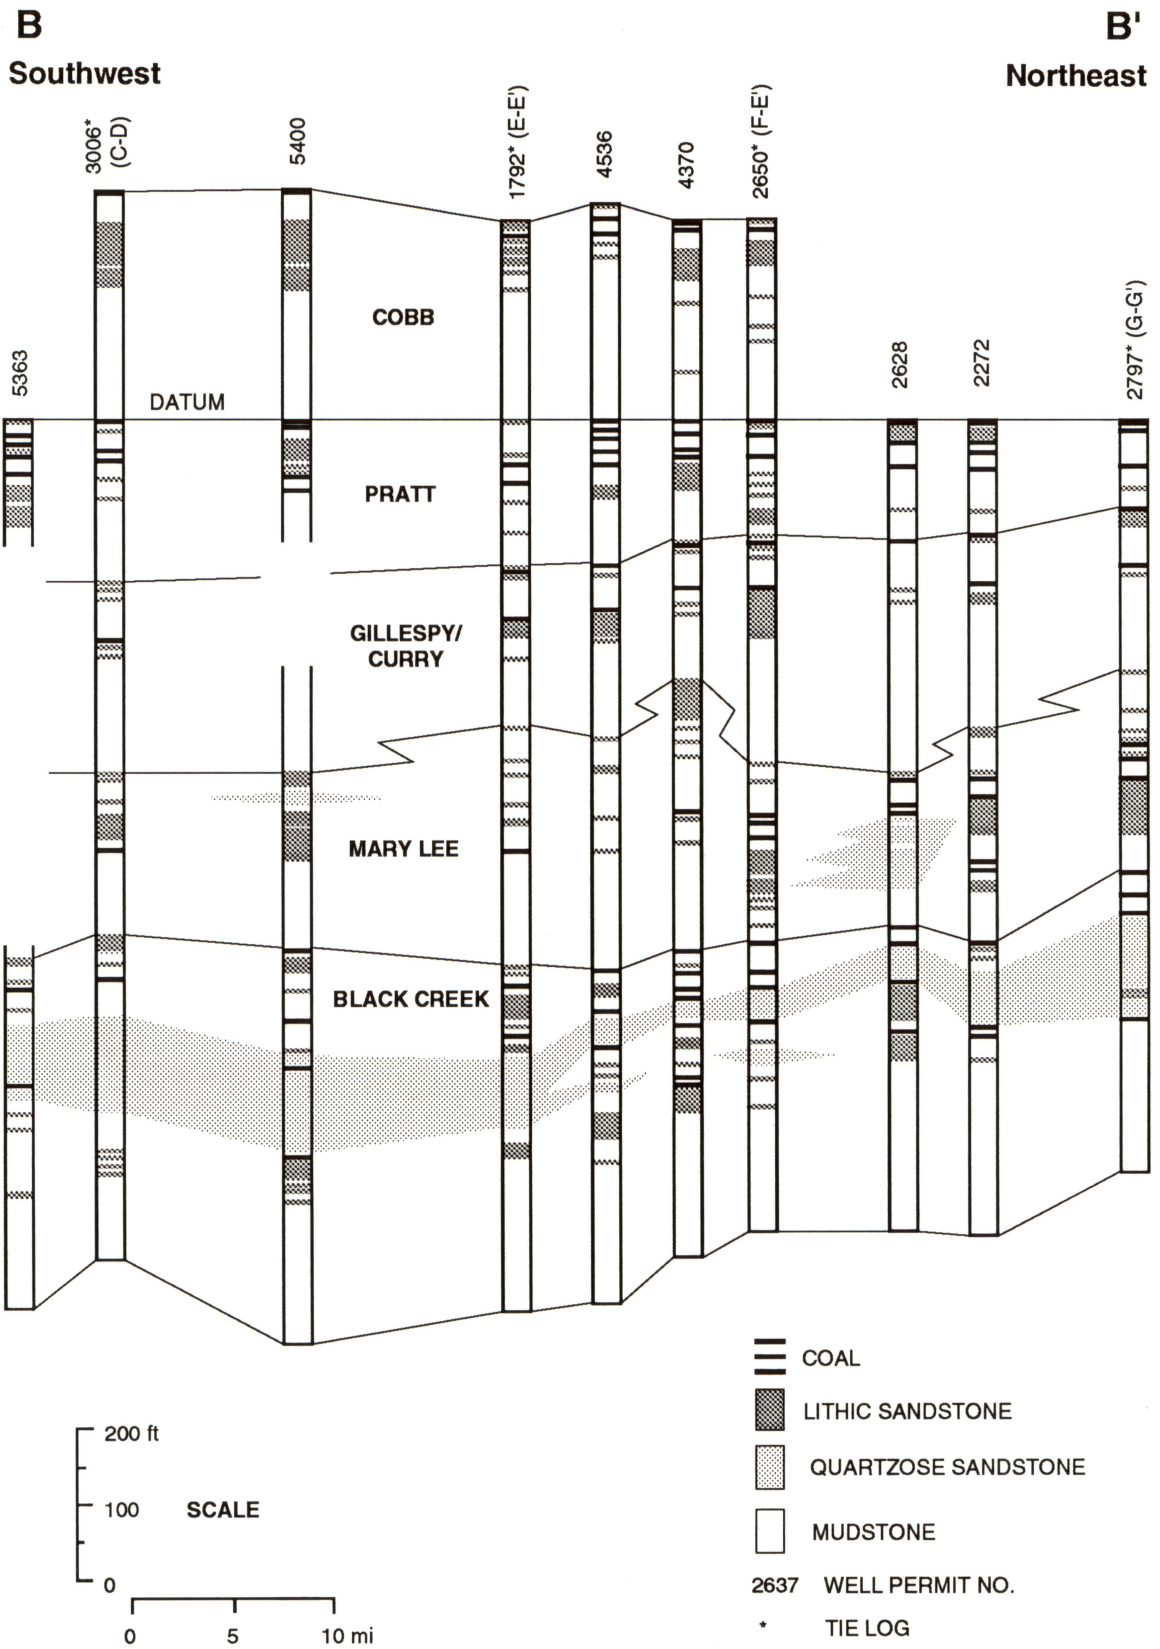 B
B'
Southwest
Northeast
5363
3006*
(C-D)
5400
1792* (E-E')
4536
4370
2650* (F-E')
2628
2272
2797* (G-G')
COBB
DATUM
PRATT
GILLESPY/
CURRY
MARY LEE
BLACK CREEK
COAL
LITHIC SANDSTONE
QUARTZOSE SANDSTONE
MUDSTONE
2637 WELL PERMIT NO.
* TIE LOG
200 ft
100
SCALE
0
0 5 10 mi